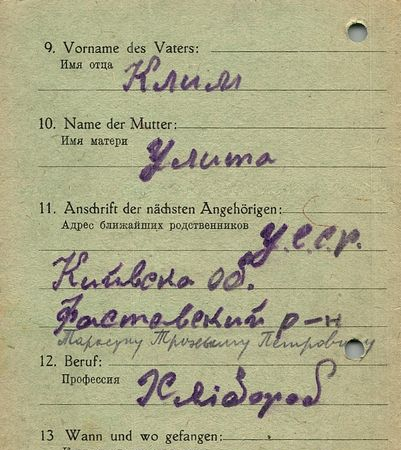 9. Vorname des Vaters:
Имя отца
Клим
10. Name der Mutter:
Имя матери
Улита
11. Anschrift der nächsten Angehörigen:
Адрес ближайших родственников
У.С.С.р.
Київска об.
Фастовский р-н
Петровичу
12. Beruf:
Профессия
Хлібороб
13 Wann und wo gefangen: